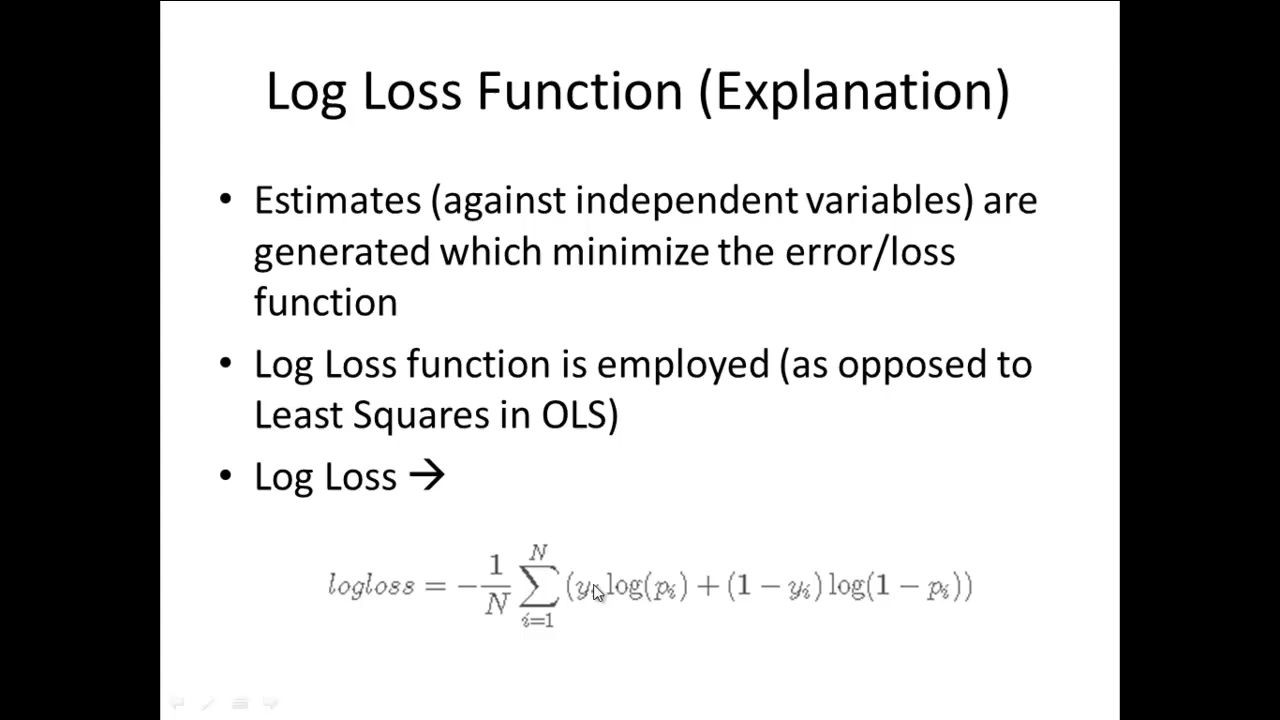 Log Loss Function (Explanation)
• Estimates (against independent variables) are
generated which minimize the error/loss
function
• Log Loss function is employed (as opposed to
Least Squares in OLS)
• Log Loss →
logloss = −\frac{1}{N} \sum_{i=1}^{N} (y_i log(p_i) + (1 − y_i) log(1 − p_i))